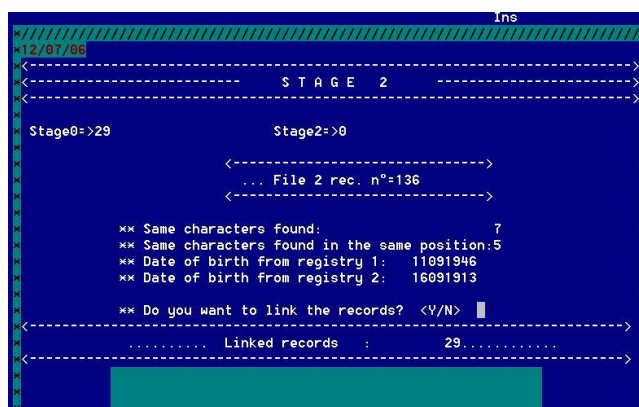 Ins
12/07/06
S T A G E 2
Stage0=>29 Stage2=>0
... File 2 rec. n°=136
** Same characters found: 7
** Same characters found in the same position:5
** Date of birth from registry 1: 11091946
** Date of birth from registry 2: 16091913
** Do you want to link the records? <Y/N>
.......... Linked records : 29............